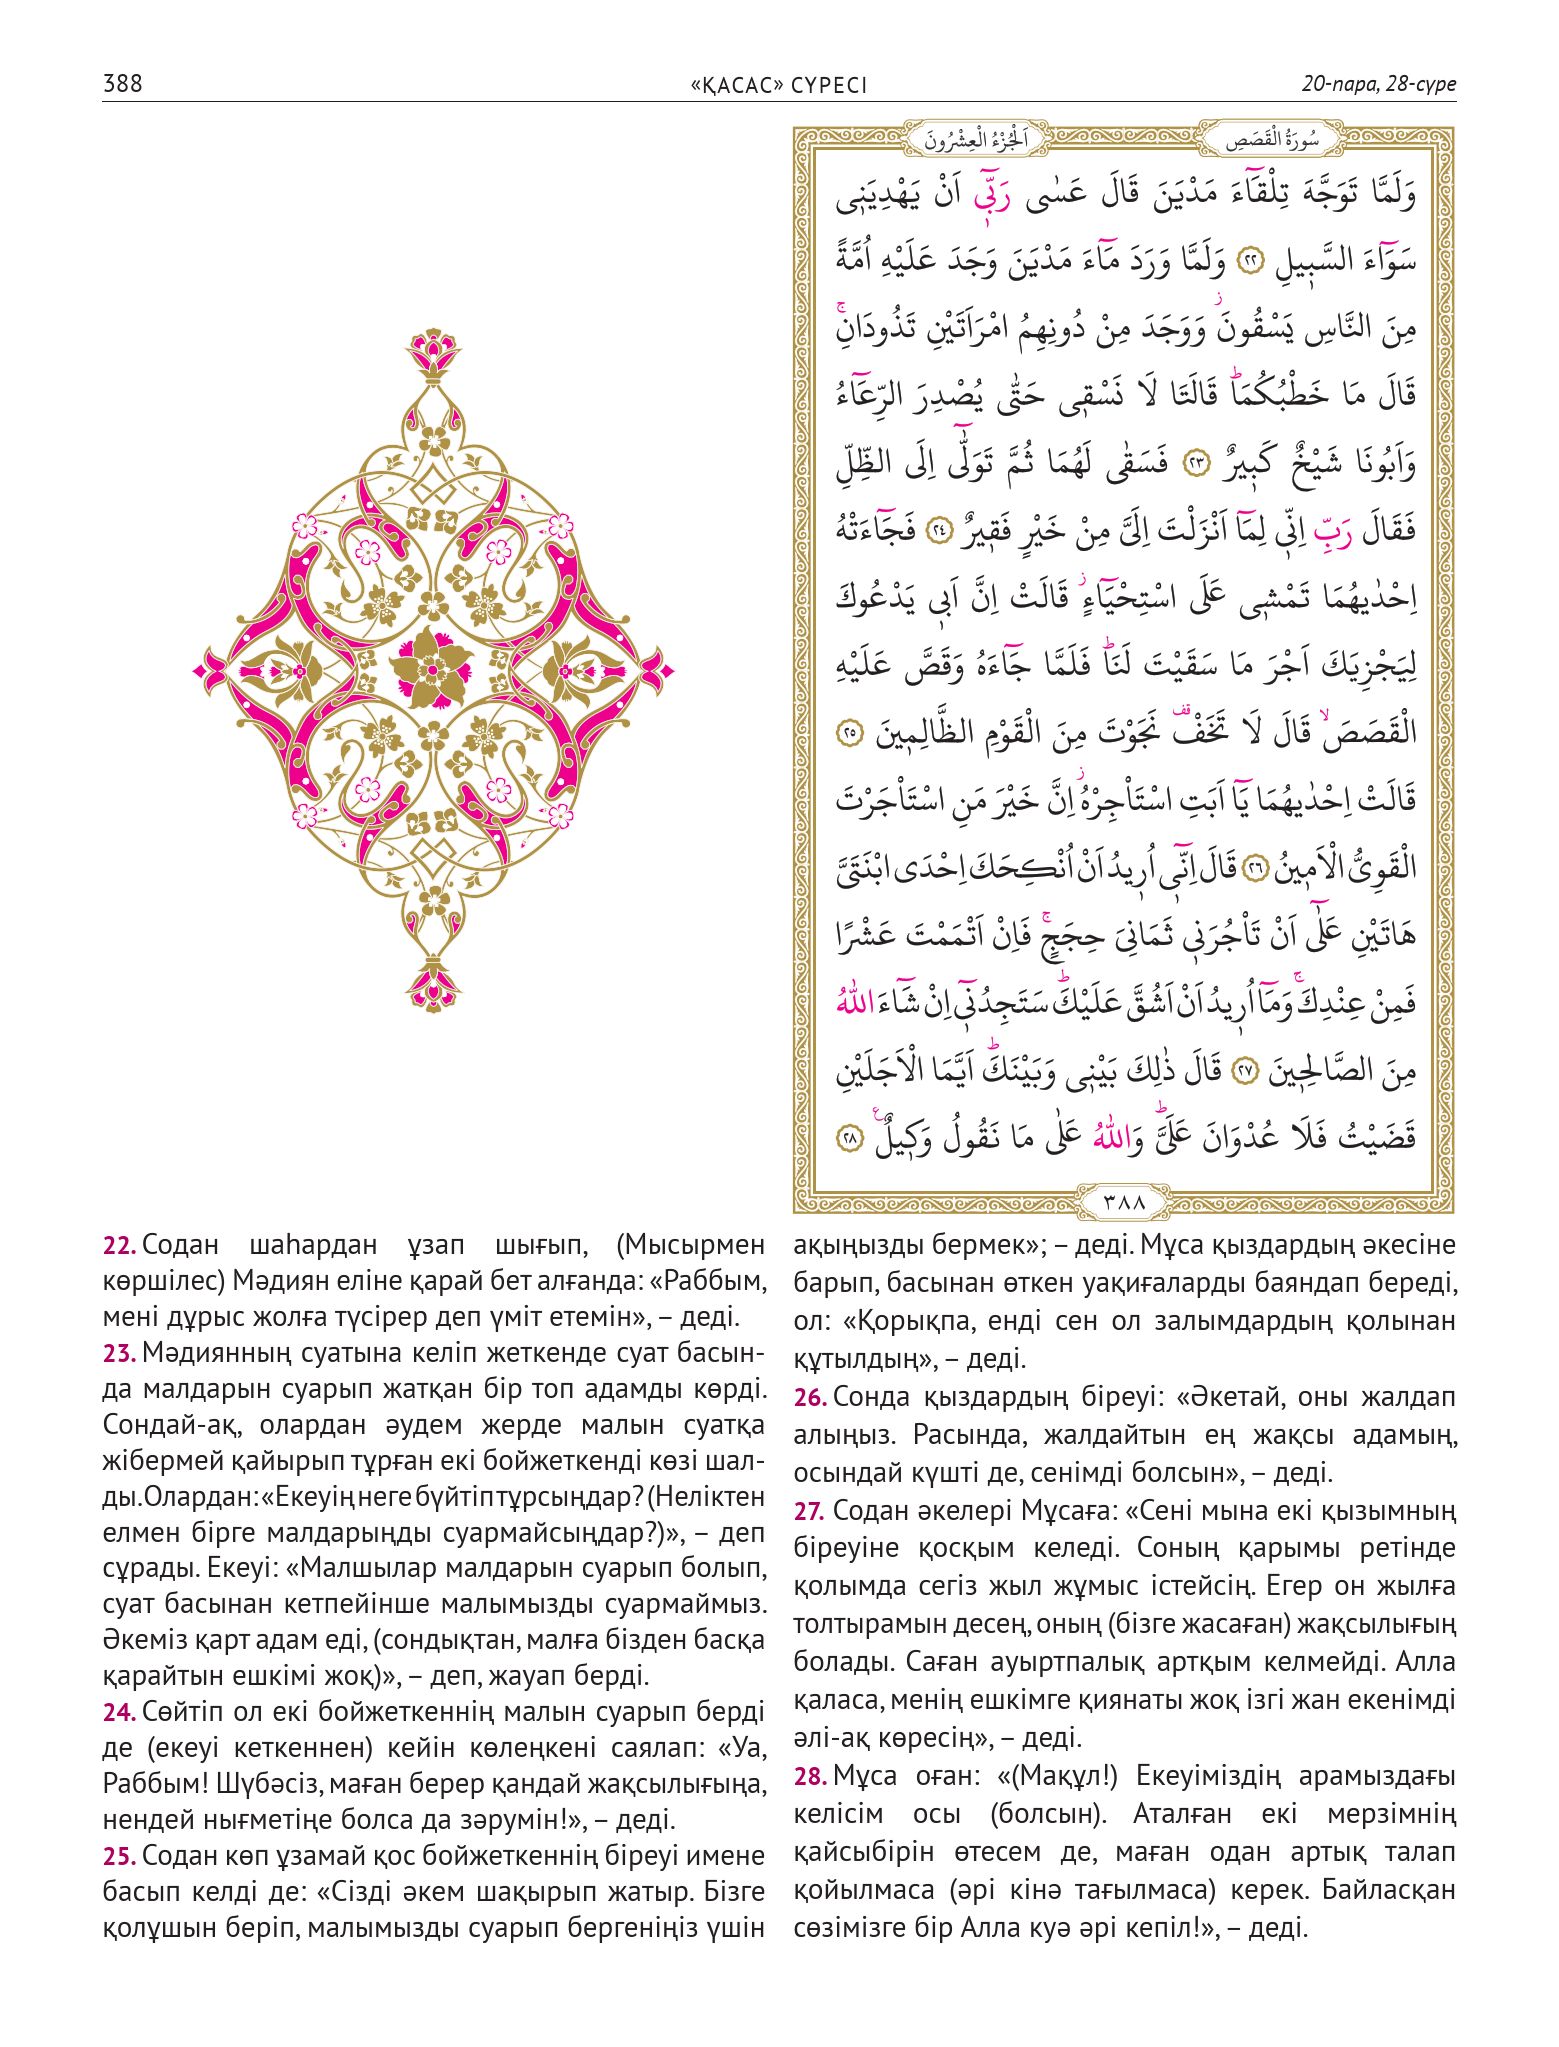 388
«ҚАСАС» СҮРЕСІ
20-пара, 28-сүре
سُورَةُ الْقَصَصِ
اَلْجُزْءُ الْعِشْرُونَ
وَلَمَّا تَوَجَّهَ تِلْقَٓاءَ مَدْيَنَ قَالَ عَسٰى رَبّٖٓي اَنْ يَهْدِيَنٖي
سَوَٓاءَ السَّبٖيلِ ﴿٢٢﴾ وَلَمَّا وَرَدَ مَٓاءَ مَدْيَنَ وَجَدَ عَلَيْهِ اُمَّةً
مِنَ النَّاسِ يَسْقُونَۘ وَوَجَدَ مِنْ دُونِهِمُ امْرَاَتَيْنِ تَذُودَانِۚ
قَالَ مَا خَطْبُكُمَاؕ قَالَتَا لَا نَسْقٖي حَتّٰى يُصْدِرَ الرِّعَٓاءُ
وَاَبُونَا شَيْخٌ كَبٖيرٌ ﴿٢٣﴾ فَسَقٰى لَهُمَا ثُمَّ تَوَلّٰٓى اِلَى الظِّلِّ
فَقَالَ رَبِّ اِنّٖي لِمَٓا اَنْزَلْتَ اِلَيَّ مِنْ خَيْرٍ فَقٖيرٌ ﴿٢٤﴾ فَجَٓاءَتْهُ
اِحْدٰيهُمَا تَمْشٖي عَلَى اسْتِحْيَٓاءٍؗ قَالَتْ اِنَّ اَبٖي يَدْعُوكَ
لِيَجْزِيَكَ اَجْرَ مَا سَقَيْتَ لَنَاؕ فَلَمَّا جَٓاءَهُ وَقَصَّ عَلَيْهِ
الْقَصَصَۙ قَالَ لَا تَخَفْ۠ نَجَوْتَ مِنَ الْقَوْمِ الظَّالِمٖينَ ﴿٢٥﴾
قَالَتْ اِحْدٰيهُمَا يَٓا اَبَتِ اسْتَاْجِرْهُؗ اِنَّ خَيْرَ مَنِ اسْتَاْجَرْتَ
الْقَوِيُّ الْاَمٖينُ ﴿٢٦﴾ قَالَ اِنّٖٓي اُرٖيدُ اَنْ اُنْكِحَكَ اِحْدَى ابْنَتَيَّ
هَاتَيْنِ عَلٰٓى اَنْ تَاْجُرَنٖي ثَمَانِيَ حِجَجٍۚ فَاِنْ اَتْمَمْتَ عَشْرًا
فَمِنْ عِنْدِكَۚ وَمَٓا اُرٖيدُ اَنْ اَشُقَّ عَلَيْكَؕ سَتَجِدُنٖٓي اِنْ شَٓاءَ اللّٰهُ
مِنَ الصَّالِحٖينَ ﴿٢٧﴾ قَالَ ذٰلِكَ بَيْنٖي وَبَيْنَكَؕ اَيَّمَا الْاَجَلَيْنِ
قَضَيْتُ فَلَا عُدْوَانَ عَلَيَّؕ وَاللّٰهُ عَلٰى مَا نَقُولُ وَكٖيلٌࣖ ﴿٢٨﴾
٣٨٨
22. Содан шаһардан ұзап шығып, (Мысырмен
көршілес) Мәдиян еліне қарай бет алғанда: «Раббым,
мені дұрыс жолға түсірер деп үміт етемін», – деді.
23. Мәдиянның суатына келіп жеткенде суат басын-
да малдарын суарып жатқан бір топ адамды көрді.
Сондай-ақ, олардан әудем жерде малын суатқа
жібермей қайырып тұрған екі бойжеткенді көзі шал-
ды. Олардан: «Екеуің неге бүйтіп тұрсыңдар? (Неліктен
елмен бірге малдарыңды суармайсыңдар?)», – деп
сұрады. Екеуі: «Малшылар малдарын суарып болып,
суат басынан кетпейінше малымызды суармаймыз.
Әкеміз қарт адам еді, (сондықтан, малға бізден басқа
қарайтын ешкімі жоқ)», – деп, жауап берді.
24. Сөйтіп ол екі бойжеткеннің малын суарып берді
де (екеуі кеткеннен) кейін көлеңкені саялап: «Уа,
Раббым! Шүбәсіз, маған берер қандай жақсылығыңа,
нендей нығметіңе болса да зәрумін!», – деді.
25. Содан көп ұзамай қос бойжеткеннің біреуі имене
басып келді де: «Сізді әкем шақырып жатыр. Бізге
қолұшын беріп, малымызды суарып бергеніңіз үшін
ақыңызды бермек»; – деді. Мұса қыздардың әкесіне
барып, басынан өткен уақиғаларды баяндап береді,
ол: «Қорықпа, енді сен ол залымдардың қолынан
құтылдың», – деді.
26. Сонда қыздардың біреуі: «Әкетай, оны жалдап
алыңыз. Расында, жалдайтын ең жақсы адамың,
осындай күшті де, сенімді болсын», – деді.
27. Содан әкелері Мұсаға: «Сені мына екі қызымның
біреуіне қосқым келеді. Соның қарымы ретінде
қолымда сегіз жыл жұмыс істейсің. Егер он жылға
толтырамын десең, оның (бізге жасаған) жақсылығың
болады. Саған ауыртпалық артқым келмейді. Алла
қаласа, менің ешкімге қиянаты жоқ ізгі жан екенімді
әлі-ақ көресің», – деді.
28. Мұса оған: «(Мақұл!) Екеуіміздің арамыздағы
келісім осы (болсын). Аталған екі мерзімнің
қайсыбірін өтесем де, маған одан артық талап
қойылмаса (әрі кінә тағылмаса) керек. Байласқан
сөзімізге бір Алла куә әрі кепіл!», – деді.